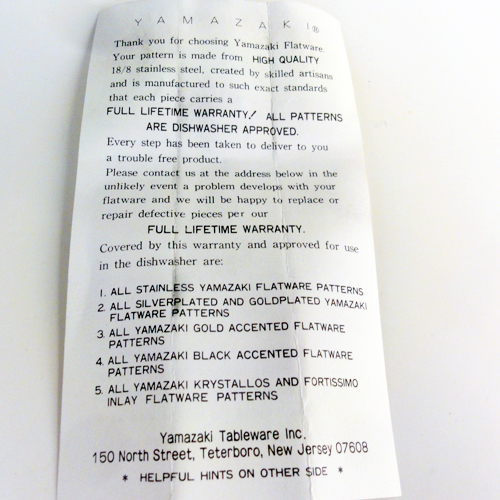 YAMAZAKI®
Thank you for choosing Yamazaki Flatware.
Your pattern is made from HIGH QUALITY
18/8 stainless steel, created by skilled artisans
and is manufactured to such exact standards
that each piece carries a
FULL LIFETIME WARRANTY/ ALL PATTERNS
ARE DISHWASHER APPROVED.
Every step has been taken to deliver to you
a trouble free product.
Please contact us at the address below in the
unlikely event a problem develops with your
flatware and we will be happy to replace or
repair defective pieces per our
FULL LIFETIME WARRANTY.
Covered by this warranty and approved for use
in the dishwasher are:
1. ALL STAINLESS YAMAZAKI FLATWARE PATTERNS
2. ALL SILVERPLATED AND GOLDPLATED YAMAZAKI
FLATWARE PATTERNS
3. ALL YAMAZAKI GOLD ACCENTED FLATWARE
PATTERNS
4. ALL YAMAZAKI BLACK ACCENTED FLATWARE
PATTERNS
5. ALL YAMAZAKI KRYSTALLOS AND FORTISSIMO
INLAY FLATWARE PATTERNS
Yamazaki Tableware Inc.
150 North Street, Teterboro, New Jersey 07608
* HELPFUL HINTS ON OTHER SIDE *